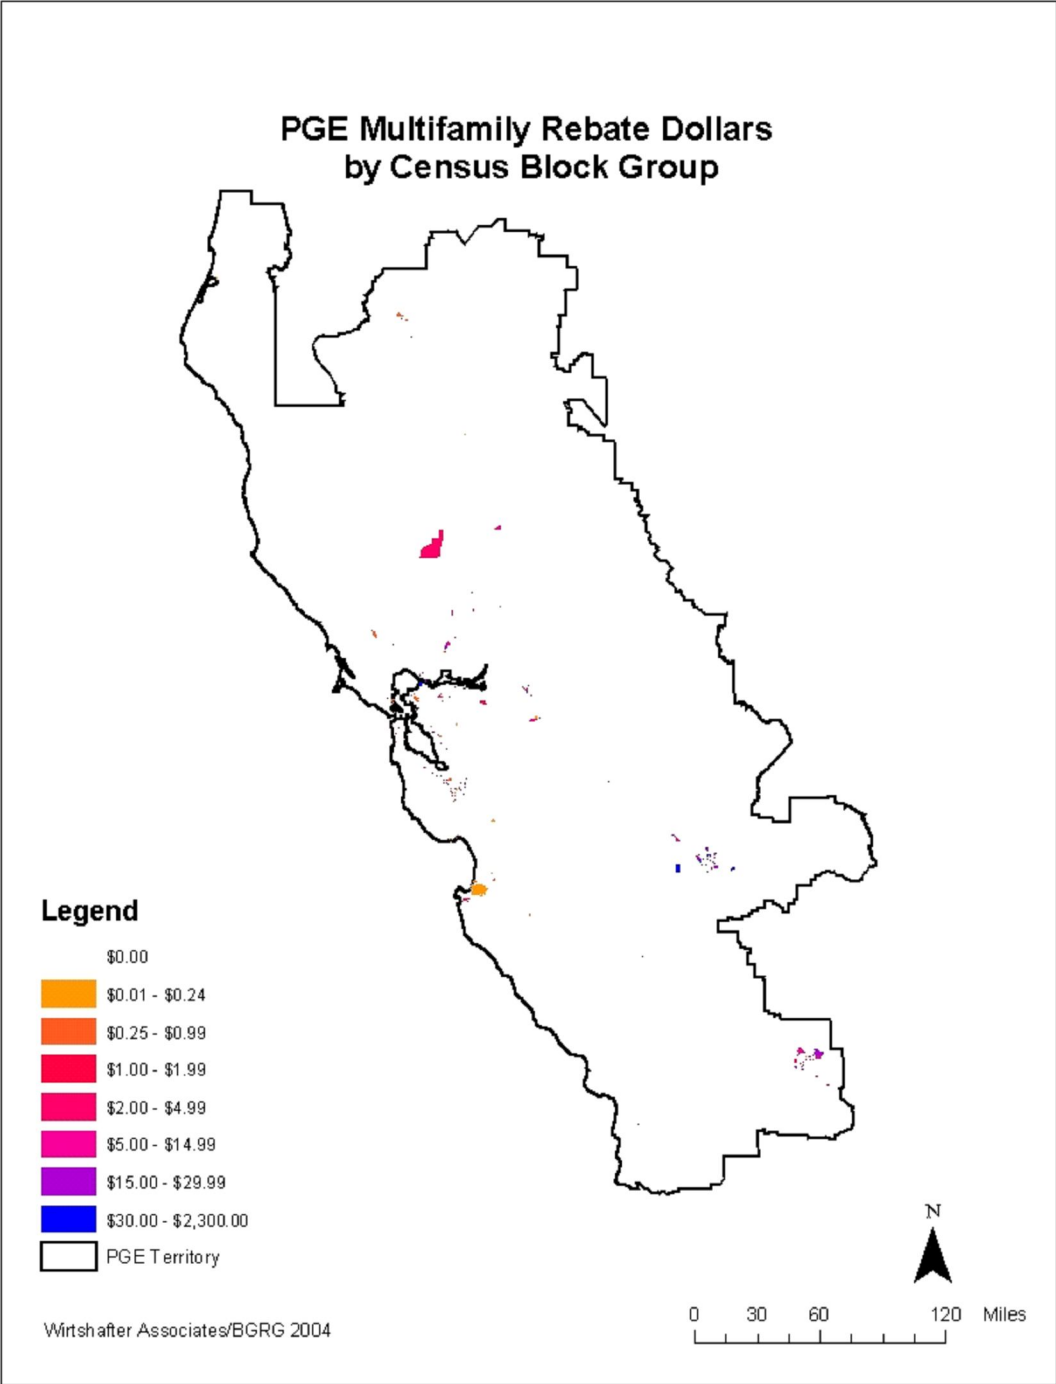 PGE Multifamily Rebate Dollars
by Census Block Group
Legend
$0.00
$0.01 - $0.24
$0.25 - $0.99
$1.00 - $1.99
$2.00 - $4.99
$5.00 - $14.99
$15.00 - $29.99
$30.00 - $2,300.00
PGE Territory
Wirtshafter Associates/BGRG 2004
N
0 30 60 120 Miles